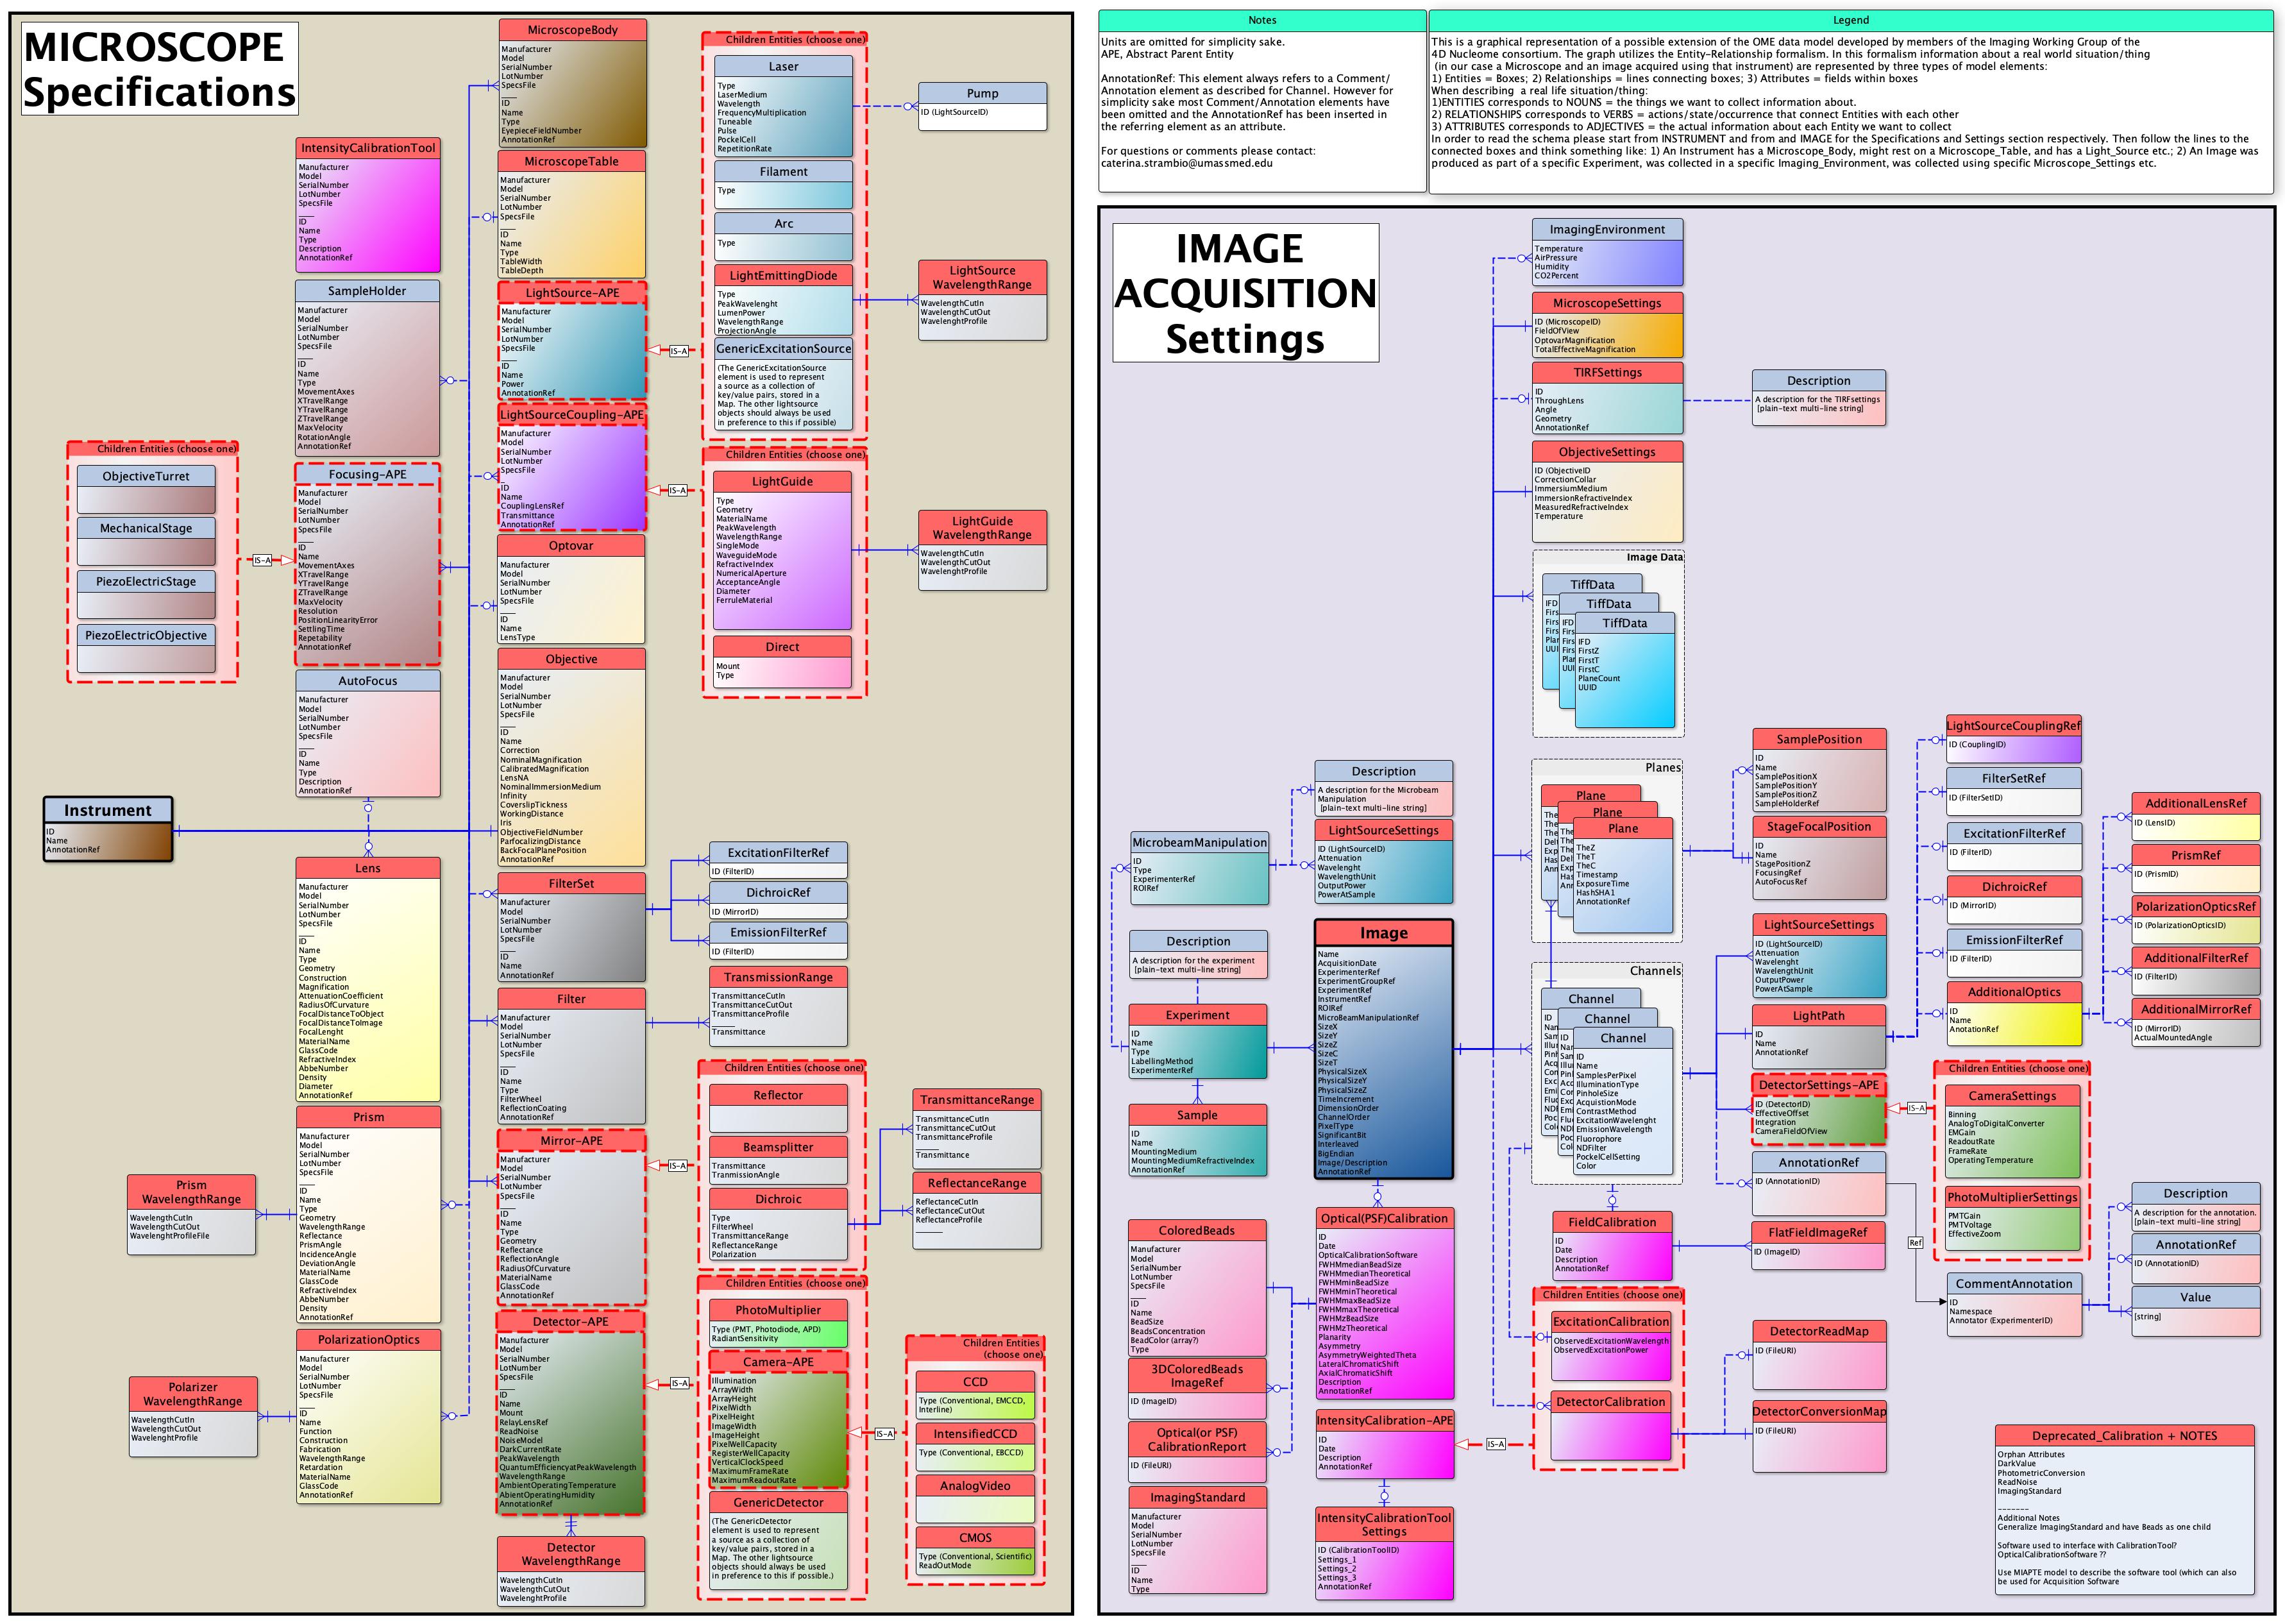 MICROSCOPE
Specifications
MicroscopeBody
Manufacturer
Model
SerialNumber
LotNumber
SpecsFile
____
ID
Name
Type
EyepieceFieldNumber
AnnotationRef
MicroscopeTable
Manufacturer
Model
SerialNumber
LotNumber
SpecsFile
____
ID
Name
Type
TableWidth
TableDepth
LightSource-APE
Manufacturer
Model
SerialNumber
LotNumber
SpecsFile
____
ID
Name
Power
AnnotationRef
LightSourceCoupling-APE
Manufacturer
Model
SerialNumber
LotNumber
SpecsFile
ID
Name
CouplingLensRef
Transmittance
AnnotationRef
Optovar
Manufacturer
Model
SerialNumber
LotNumber
SpecsFile
____
ID
Name
LensType
Objective
Manufacturer
Model
SerialNumber
LotNumber
SpecsFile
____
ID
Name
Correction
NominalMagnification
CalibratedMagnification
LensNA
NominalImmersionMedium
Infinity
CoverslipTickness
WorkingDistance
Iris
ObjectiveFieldNumber
ParfocalizingDistance
BackFocalPlanePosition
AnnotationRef
FilterSet
Manufacturer
Model
SerialNumber
LotNumber
SpecsFile
____
ID
Name
AnnotationRef
Filter
Manufacturer
Model
SerialNumber
LotNumber
SpecsFile
____
ID
Name
Type
FilterWheel
ReflectionCoating
AnnotationRef
Mirror-APE
Manufacturer
Model
SerialNumber
LotNumber
SpecsFile
____
ID
Name
Type
Geometry
Reflectance
ReflectionAngle
RadiusOfCurvature
MaterialName
GlassCode
AnnotationRef
Detector-APE
Manufacturer
Model
SerialNumber
LotNumber
SpecsFile
____
ID
Name
Mount
RelayLensRef
ReadNoise
NoiseModel
DarkCurrentRate
PeakWavelength
QuantumEfficiencyatPeakWavelength
WavelengthRange
AmbientOperatingTemperature
AbientOperatingHumidity
AnnotationRef
Detector
WavelengthRange
WavelengthCutIn
WavelengthCutOut
WavelenghtProfile
IntensityCalibrationTool
Manufacturer
Model
SerialNumber
LotNumber
SpecsFile
____
ID
Name
Type
Description
AnnotationRef
SampleHolder
Manufacturer
Model
SerialNumber
LotNumber
SpecsFile
____
ID
Name
Type
MovementAxes
XTravelRange
YTravelRange
ZTravelRange
MaxVelocity
RotationAngle
AnnotationRef
Children Entities (choose one)
ObjectiveTurret
MechanicalStage
PiezoElectricStage
PiezoElectricObjective
IS-A
Focusing-APE
Manufacturer
Model
SerialNumber
LotNumber
SpecsFile
____
ID
Name
MovementAxes
XTravelRange
YTravelRange
ZTravelRange
MaxVelocity
Resolution
PositionLinearityError
SettlingTime
Repetability
AnnotationRef
AutoFocus
Manufacturer
Model
SerialNumber
LotNumber
SpecsFile
____
ID
Name
Type
Description
AnnotationRef
Instrument
ID
Name
AnnotationRef
Lens
Manufacturer
Model
SerialNumber
LotNumber
SpecsFile
____
ID
Name
Type
Geometry
Construction
Magnification
AttenuationCoefficient
RadiusOfCurvature
FocalDistanceToObject
FocalDistanceToImage
FocalLenght
MaterialName
GlassCode
RefractiveIndex
AbbeNumber
Density
Diameter
AnnotationRef
Prism
Manufacturer
Model
SerialNumber
LotNumber
SpecsFile
____
ID
Name
Type
Geometry
WavelengthRange
Reflectance
PrismAngle
IncidenceAngle
DeviationAngle
MaterialName
GlassCode
RefractiveIndex
AbbeNumber
Density
AnnotationRef
Prism
WavelengthRange
WavelengthCutIn
WavelengthCutOut
WavelenghtProfileFile
PolarizationOptics
Manufacturer
Model
SerialNumber
LotNumber
SpecsFile
____
ID
Name
Function
Construction
Fabrication
WavelengthRange
Retardation
MaterialName
GlassCode
AnnotationRef
Polarizer
WavelengthRange
WavelengthCutIn
WavelengthCutOut
WavelenghtProfile
Children Entities (choose one)
Laser
Type
LaserMedium
Wavelength
FrequencyMultiplication
Tuneable
Pulse
PockelCell
RepetitionRate
Pump
ID (LightSourceID)
Filament
Type
Arc
Type
LightEmittingDiode
Type
PeakWavelenght
LumenPower
WavelengthRange
ProjectionAngle
LightSource
WavelengthRange
WavelengthCutIn
WavelengthCutOut
WavelenghtProfile
GenericExcitationSource
(The GenericExcitationSource
element is used to represent
a source as a collection of
key/value pairs, stored in a
Map. The other lightsource
objects should always be used
in preference to this if possible)
IS-A
Children Entities (choose one)
LightGuide
Type
Geometry
MaterialName
PeakWavelength
WavelengthRange
SingleMode
WaveguideMode
RefractiveIndex
NumericalAperture
AcceptanceAngle
Diameter
FerruleMaterial
Direct
Mount
Type
IS-A
LightGuide
WavelengthRange
WavelengthCutIn
WavelengthCutOut
WavelenghtProfile
ExcitationFilterRef
ID (FilterID)
DichroicRef
ID (MirrorID)
EmissionFilterRef
ID (FilterID)
TransmissionRange
TransmittanceCutIn
TransmittanceCutOut
TransmittanceProfile
____
Transmittance
Children Entities (choose one)
Reflector
Beamsplitter
Transmittance
TranmissionAngle
Dichroic
Type
FilterWheel
TransmittanceRange
ReflectanceRange
Polarization
IS-A
TransmittanceRange
TransmittanceCutIn
TransmittanceCutOut
TransmittanceProfile
____
Transmittance
ReflectanceRange
ReflectanceCutIn
ReflectanceCutOut
ReflectanceProfile
____
Children Entities (choose one)
PhotoMultiplier
Type (PMT, Photodiode, APD)
RadiantSensitivity
Camera-APE
Illumination
ArrayWidth
ArrayHeight
PixelWidth
PixelHeight
ImageWidth
ImageHeight
PixelWellCapacity
RegisterWellCapacity
VerticalClockSpeed
MaximumFrameRate
MaximumReadoutRate
GenericDetector
(The GenericDetector
element is used to represent
a source as a collection of
key/value pairs, stored in a
Map. The other lightsource
objects should always be used
in preference to this if possible.)
IS-A
Children Entities
(choose one)
CCD
Type (Conventional, EMCCD,
Interline)
IntensifiedCCD
Type (Conventional, EBCCD)
AnalogVideo
CMOS
Type (Conventional, Scientific)
ReadOutMode
IS-A
Notes
Units are omitted for simplicity sake.
APE, Abstract Parent Entity
AnnotationRef: This element always refers to a Comment/
Annotation element as described for Channel. However for
simplicity sake most Comment/Annotation elements have
been omitted and the AnnotationRef has been inserted in
the referring element as an attribute.
For questions or comments please contact:
caterina.strambio@umassmed.edu
Legend
This is a graphical representation of a possible extension of the OME data model developed by members of the Imaging Working Group of the
4D Nucleome consortium. The graph utilizes the Entity-Relationship formalism. In this formalism information about a real world situation/thing
(in our case a Microscope and an image acquired using that instrument) are represented by three types of model elements:
1) Entities = Boxes; 2) Relationships = lines connecting boxes; 3) Attributes = fields within boxes
When describing a real life situation/thing:
1)ENTITIES corresponds to NOUNS = the things we want to collect information about.
2) RELATIONSHIPS corresponds to VERBS = actions/state/occurrence that connect Entities with each other
3) ATTRIBUTES corresponds to ADJECTIVES = the actual information about each Entity we want to collect
In order to read the schema please start from INSTRUMENT and from and IMAGE for the Specifications and Settings section respectively. Then follow the lines to the
connected boxes and think something like: 1) An Instrument has a Microscope_Body, might rest on a Microscope_Table, and has a Light_Source etc.; 2) An Image was
produced as part of a specific Experiment, was collected in a specific Imaging_Environment, was collected using specific Microscope_Settings etc.
IMAGE
ACQUISITION
Settings
ImagingEnvironment
Temperature
AirPressure
Humidity
CO2Percent
MicroscopeSettings
ID (MicroscopeID)
FieldOfView
OptovarMagnification
TotalEffectiveMagnification
TIRFSettings
ID
ThroughLens
Angle
Geometry
AnnotationRef
Description
A description for the TIRFsettings
[plain-text multi-line string]
ObjectiveSettings
ID (ObjectiveID
CorrectionCollar
ImmersiumMedium
ImmersionRefractiveIndex
MeasuredRefractiveIndex
Temperature
Image Data
TiffData
TiffData
TiffData
IFD
FirstZ
FirstT
FirstC
PlaneCount
UUID
Planes
Plane
Plane
Plane
TheZ
TheT
TheC
Timestamp
ExposureTime
HashSHA1
AnnotationRef
Channels
Channel
Channel
Channel
ID
Name
SamplesPerPixel
IlluminationType
PinholeSize
AcquistionMode
ContrastMethod
ExcitationWavelenght
EmissionWavelength
Fluorophore
NDFilter
PockelCellSetting
Color
Description
A description for the Microbeam
Manipulation
[plain-text multi-line string]
MicrobeamManipulation
ID
Type
ExperimenterRef
ROIRef
LightSourceSettings
ID (LightSourceID)
Attenuation
Wavelenght
WavelengthUnit
OutputPower
PowerAtSample
Description
A description for the experiment
[plain-text multi-line string]
Experiment
ID
Name
Type
LabellingMethod
ExperimenterRef
Sample
ID
Name
MountingMedium
MountingMediumRefractiveIndex
AnnotationRef
Image
Name
AcquisitionDate
ExperimenterRef
ExperimentGroupRef
ExperimentRef
InstrumentRef
ROIRef
MicroBeamManipulationRef
SizeX
SizeY
SizeZ
SizeC
SizeT
PhysicalSizeX
PhysicalSizeY
PhysicalSizeZ
TimeIncrement
DimensionOrder
ChannelOrder
PixelType
SignificantBit
Interleaved
BigEndian
Image/Description
AnnotationRef
SamplePosition
ID
Name
SamplePositionX
SamplePositionY
SamplePositionZ
SampleHolderRef
StageFocalPosition
ID
Name
StagePositionZ
FocusingRef
AutoFocusRef
LightSourceSettings
ID (LightSourceID)
Attenuation
Wavelenght
WavelengthUnit
OutputPower
PowerAtSample
LightPath
ID
Name
AnnotationRef
DetectorSettings-APE
ID (DetectorID)
EffectiveOffset
Integration
CameraFieldOfView
AnnotationRef
ID (AnnotationID)
FlatFieldImageRef
ID (ImageID)
LightSourceCouplingRef
ID (CouplingID)
FilterSetRef
ID (FilterSetID)
ExcitationFilterRef
ID (FilterID)
DichroicRef
ID (MirrorID)
EmissionFilterRef
ID (FilterID)
AdditionalOptics
ID
Name
AnotationRef
AdditionalLensRef
ID (LensID)
PrismRef
ID (PrismID)
PolarizationOpticsRef
ID (PolarizationOpticsID)
AdditionalFilterRef
ID (FilterID)
AdditionalMirrorRef
ID (MirrorID)
ActualMountedAngle
Children Entities (choose one)
CameraSettings
Binning
AnalogToDigitalConverter
EMGain
ReadoutRate
FrameRate
OperatingTemperature
PhotoMultiplierSettings
PMTGain
PMTVoltage
EffectiveZoom
IS-A
Ref
CommentAnnotation
ID
Namespace
Annotator (ExperimenterID)
Description
A description for the annotation.
[plain-text multi-line string]
AnnotationRef
ID (AnnotationID)
Value
[string]
ColoredBeads
Manufacturer
Model
SerialNumber
LotNumber
SpecsFile
____
ID
Name
BeadSize
BeadsConcentration
BeadColor (array?)
Type
3DColoredBeads
ImageRef
ID (ImageID)
Optical(or PSF)
CalibrationReport
ID (FileURI)
ImagingStandard
Manufacturer
Model
SerialNumber
LotNumber
SpecsFile
____
ID
Name
Type
Optical(PSF)Calibration
ID
Date
OpticalCalibrationSoftware
FWHMmedianBeadSize
FWHMmedianTheoretical
FWHMminBeadSize
FWHMminTheoretical
FWHMmaxBeadSize
FWHMmaxTheoretical
FWHMzBeadSize
FWHMzTheoretical
Planarity
Asymmetry
AsymmetryWeightedTheta
LateralChromaticShift
AxialChromaticShift
Description
AnnotationRef
IntensityCalibration-APE
ID
Date
Description
AnnotationRef
IntensityCalibrationTool
Settings
ID (CalibrationToolID)
Settings_1
Settings_2
Settings_3
AnnotationRef
FieldCalibration
ID
Date
Description
AnnotationRef
Children Entities (choose one)
ExcitationCalibration
ObservedExcitationWavelength
ObservedExcitationPower
DetectorCalibration
IS-A
DetectorReadMap
ID (FileURI)
DetectorConversionMap
ID (FileURI)
Deprecated_Calibration + NOTES
Orphan Attributes
DarkValue
PhotometricConversion
ReadNoise
ImagingStandard
_______
Additional Notes
Generalize ImagingStandard and have Beads as one child
Software used to interface with CalibrationTool?
OpticalCalibrationSoftware ??
Use MIAPTE model to describe the software tool (which can also
be used for Acquisition Software